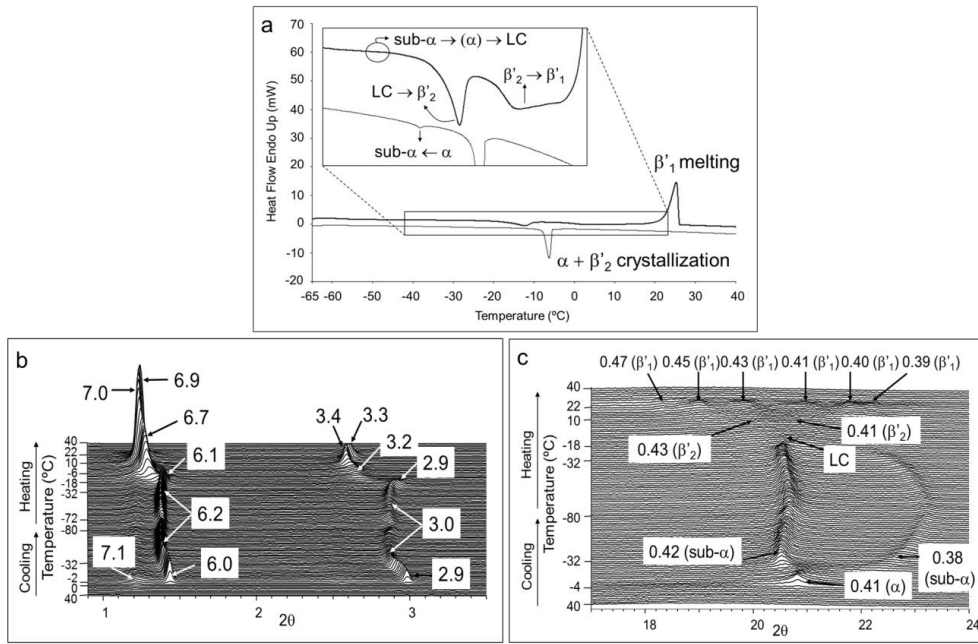 a
70
60
50
40
30
20
10
0
-10
-20
Heat Flow Endo Up (mW)
sub-α → (α) → LC
β'₂ → β'₁
LC → β'₂
sub-α ← α
β'₁ melting
α + β'₂ crystallization
-65 -60 -50 -40 -30 -20 -10 0 10 20 30 40
Temperature (ºC)
b
7.0
6.9
6.7
3.4
3.3
3.2
6.1
2.9
6.2
3.0
7.1
6.0
2.9
Heating
Cooling
Temperature (ºC)
40
22
12
2
-18
-32
-72
-80
-32
-2
22
40
1 2 3
2θ
c
0.47 (β'₁) 0.45 (β'₁) 0.43 (β'₁) 0.41 (β'₁) 0.40 (β'₁) 0.39 (β'₁)
0.43 (β'₂)
0.41 (β'₂)
LC
0.42 (sub-α)
0.41 (α)
0.38
(sub-α)
Heating
Cooling
Temperature (ºC)
40
22
12
2
-18
-32
-80
-32
-4
40
18 20 22 24
2θ